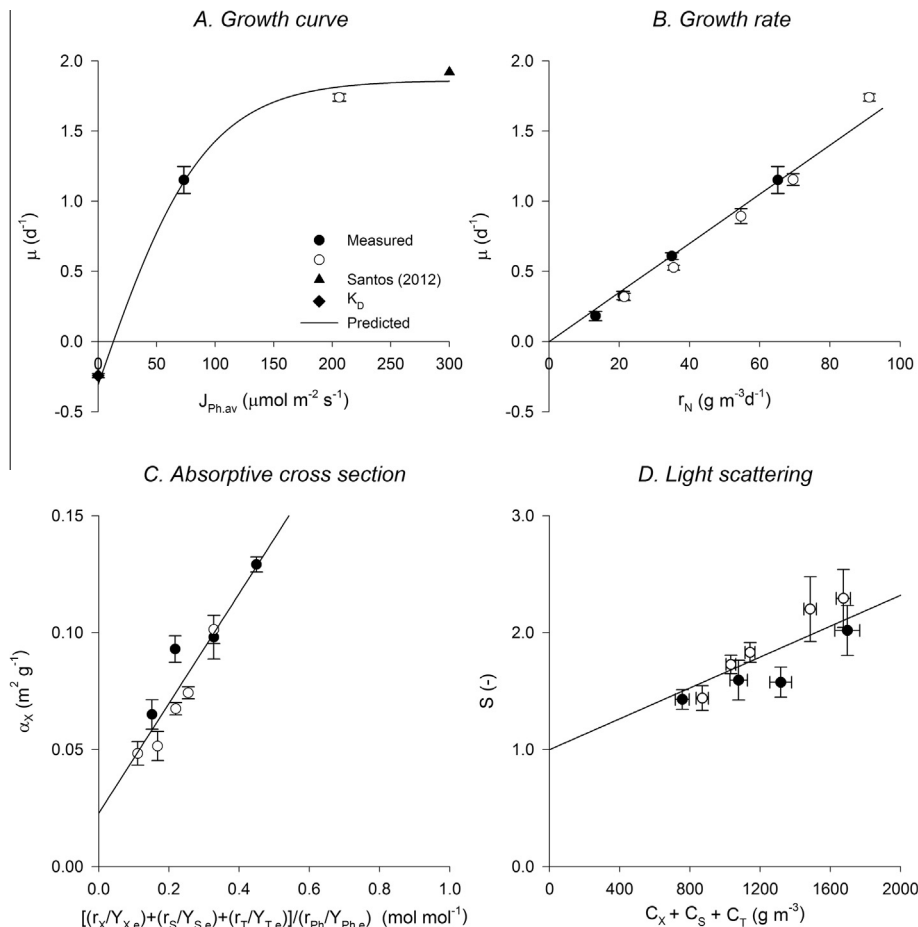 A. Growth curve
B. Growth rate
2.0
1.5
1.0
0.5
0.0
-0.5
μ (d⁻¹)
Measured
Santos (2012)
K_D
Predicted
0 50 100 150 200 250 300
J_Ph.av (μmol m⁻² s⁻¹)
2.0
1.5
1.0
0.5
0.0
-0.5
μ (d⁻¹)
0 20 40 60 80 100
r_N (g m⁻³d⁻¹)
C. Absorptive cross section
D. Light scattering
0.15
0.10
0.05
0.00
α_X (m² g⁻¹)
0.0 0.2 0.4 0.6 0.8 1.0
[(r_X/Y_X,e)+(r_S/Y_S,e)+(r_T/Y_T,e)]/(r_Ph/Y_Ph,e) (mol mol⁻¹)
3.0
2.0
1.0
0.0
S (-)
0 400 800 1200 1600 2000
C_X + C_S + C_T (g m⁻³)